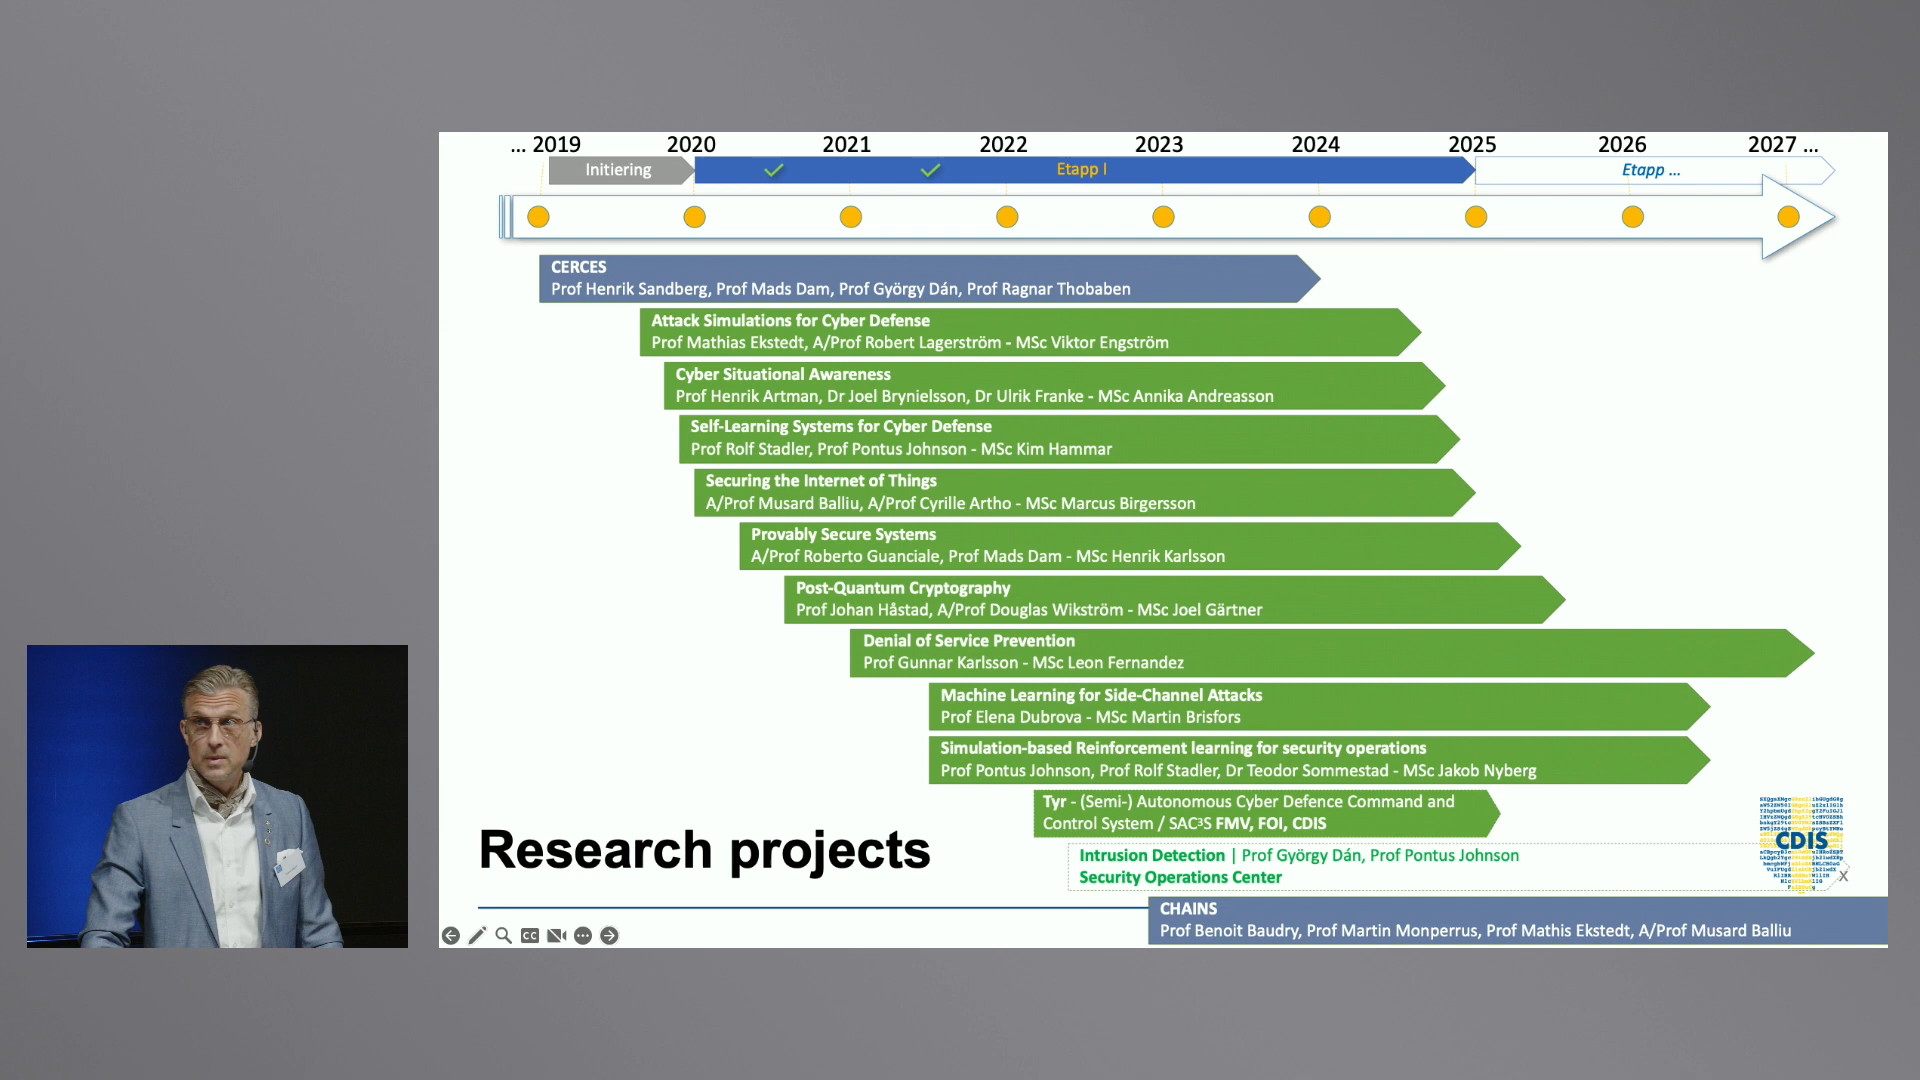 ... 2019 2020 2021 2022 2023 2024 2025 2026 2027 ...
Initiering Etapp I Etapp ...
CERCES
Prof Henrik Sandberg, Prof Mads Dam, Prof György Dán, Prof Ragnar Thobaben
Attack Simulations for Cyber Defense
Prof Mathias Ekstedt, A/Prof Robert Lagerström - MSc Viktor Engström
Cyber Situational Awareness
Prof Henrik Artman, Dr Joel Brynielsson, Dr Ulrik Franke - MSc Annika Andreasson
Self-Learning Systems for Cyber Defense
Prof Rolf Stadler, Prof Pontus Johnson - MSc Kim Hammar
Securing the Internet of Things
A/Prof Musard Balliu, A/Prof Cyrille Artho - MSc Marcus Birgersson
Provably Secure Systems
A/Prof Roberto Guanciale, Prof Mads Dam - MSc Henrik Karlsson
Post-Quantum Cryptography
Prof Johan Håstad, A/Prof Douglas Wikström - MSc Joel Gärtner
Denial of Service Prevention
Prof Gunnar Karlsson - MSc Leon Fernandez
Machine Learning for Side-Channel Attacks
Prof Elena Dubrova - MSc Martin Brisfors
Simulation-based Reinforcement learning for security operations
Prof Pontus Johnson, Prof Rolf Stadler, Dr Teodor Sommestad - MSc Jakob Nyberg
Tyr - (Semi-) Autonomous Cyber Defence Command and
Control System / SAC³S FMV, FOI, CDIS
Research projects
CDIS
Intrusion Detection | Prof György Dán, Prof Pontus Johnson
Security Operations Center
X
CHAINS
Prof Benoit Baudry, Prof Martin Monperrus, Prof Mathis Ekstedt, A/Prof Musard Balliu
CC